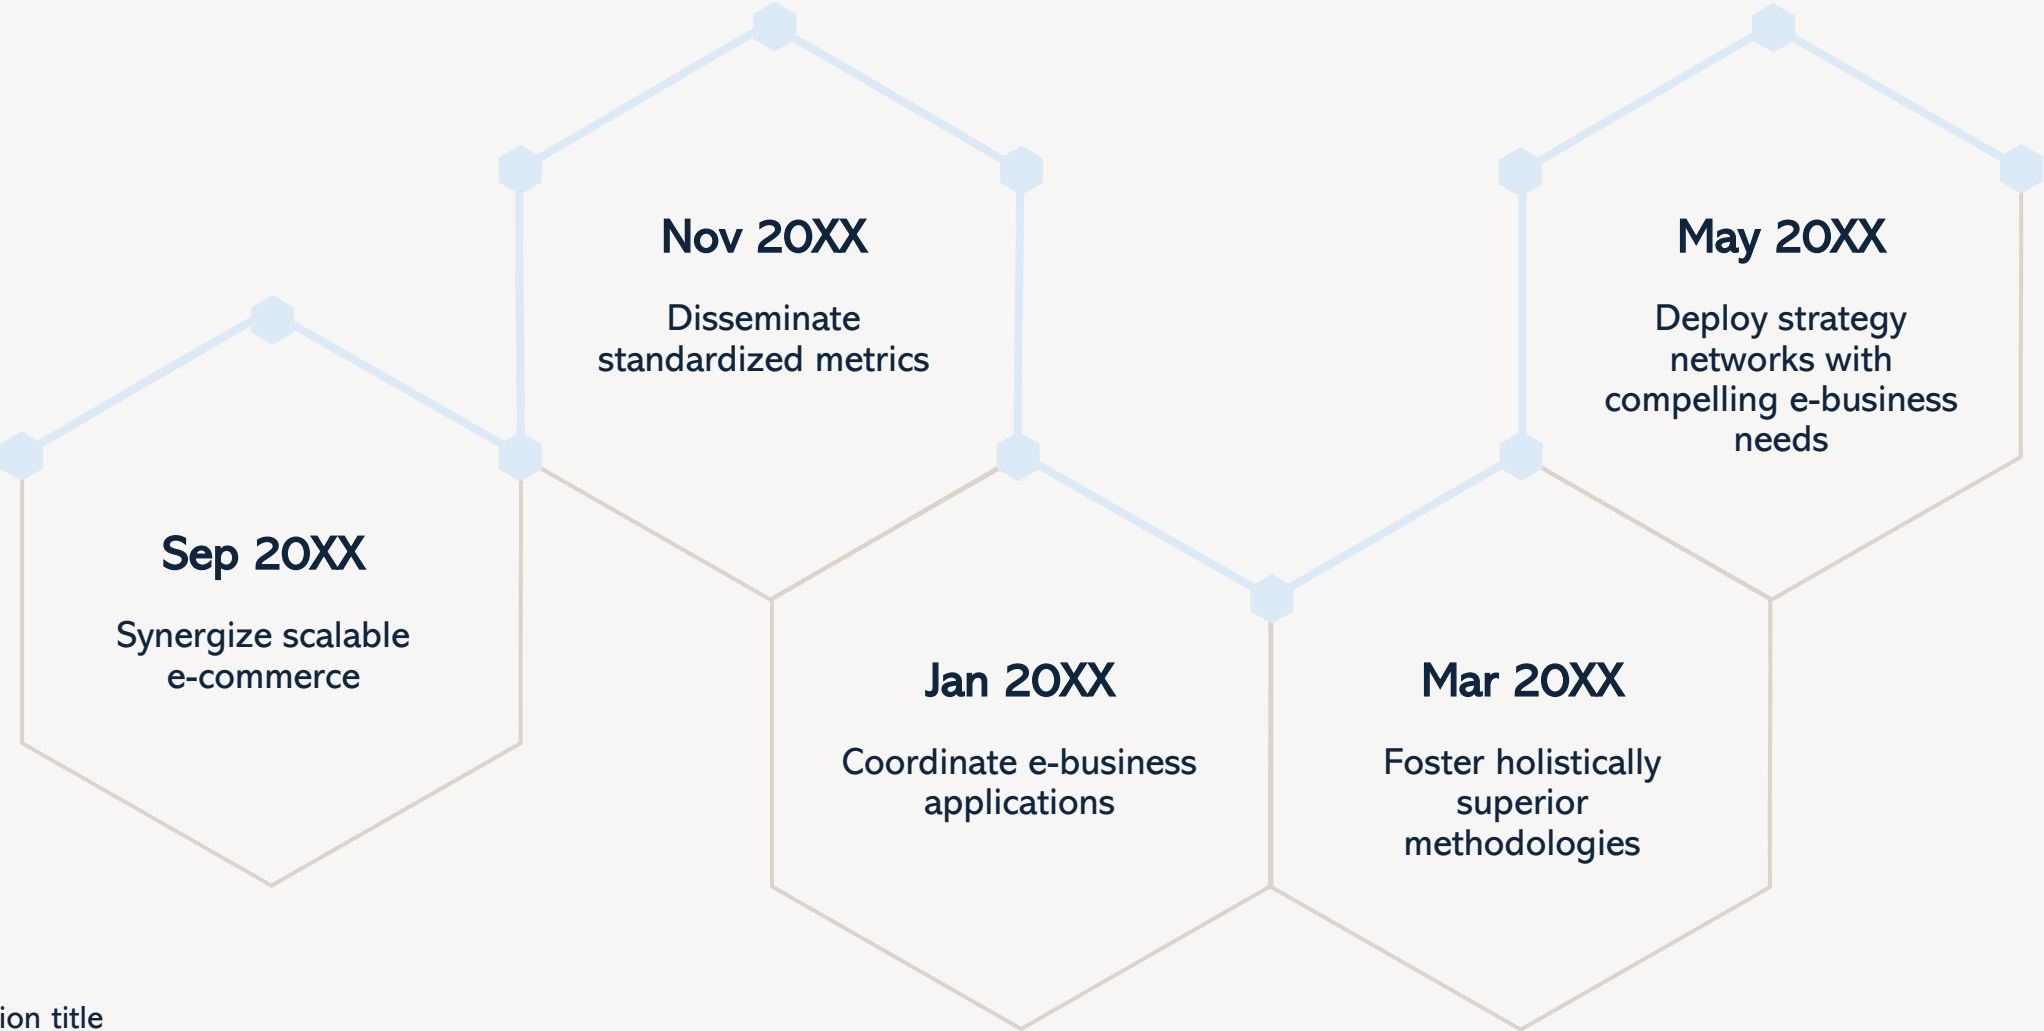 Sep 20XX
Synergize scalable
e-commerce
Nov 20XX
Disseminate
standardized metrics
Jan 20XX
Coordinate e-business
applications
Mar 20XX
Foster holistically
superior
methodologies
May 20XX
Deploy strategy
networks with
compelling e-business
needs
ion title